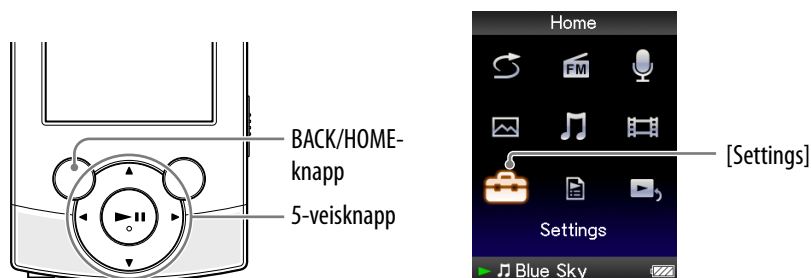 BACK/HOME-
knapp
5-veisknapp
Home
FM
[Settings]
Settings
Blue Sky